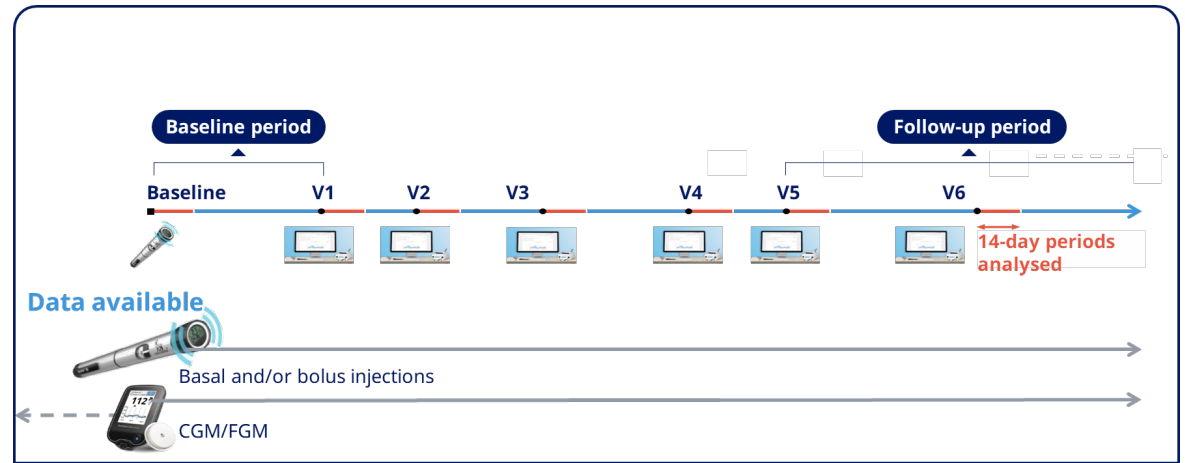 Baseline period
Follow-up period
Baseline
V1
V2
V3
V4
V5
V6
14-day periods
analysed
Data available
Basal and/or bolus injections
112
CGM/FGM